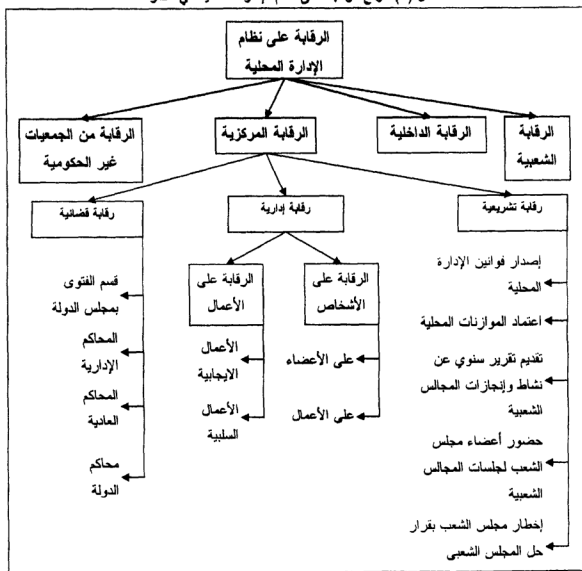 الرقابة على نظام
الإدارة المحلية
الرقابة
الشعبية
الرقابة الداخلية
الرقابة المركزية
الرقابة من الجمعيات
غير الحكومية
رقابة تشريعية
رقابة إدارية
رقابة قضائية
إصدار قوانين الإدارة
المحلية
اعتماد الموازنات المحلية
تقديم تقرير سنوي عن
نشاط وإنجازات المجالس
الشعبية
حضور أعضاء مجلس
الشعب لجلسات المجالس
الشعبية
إخطار مجلس الشعب بقرار
حل المجلس الشعبى
الرقابة على
الأشخاص
على الأعضاء
على الأعمال
الرقابة على
الأعمال
الأعمال
الايجابية
الأعمال
السلبية
قسم الفتوى
بمجلس الدولة
المحاكم
الإدارية
المحاكم
العادية
محاكم
الدولة